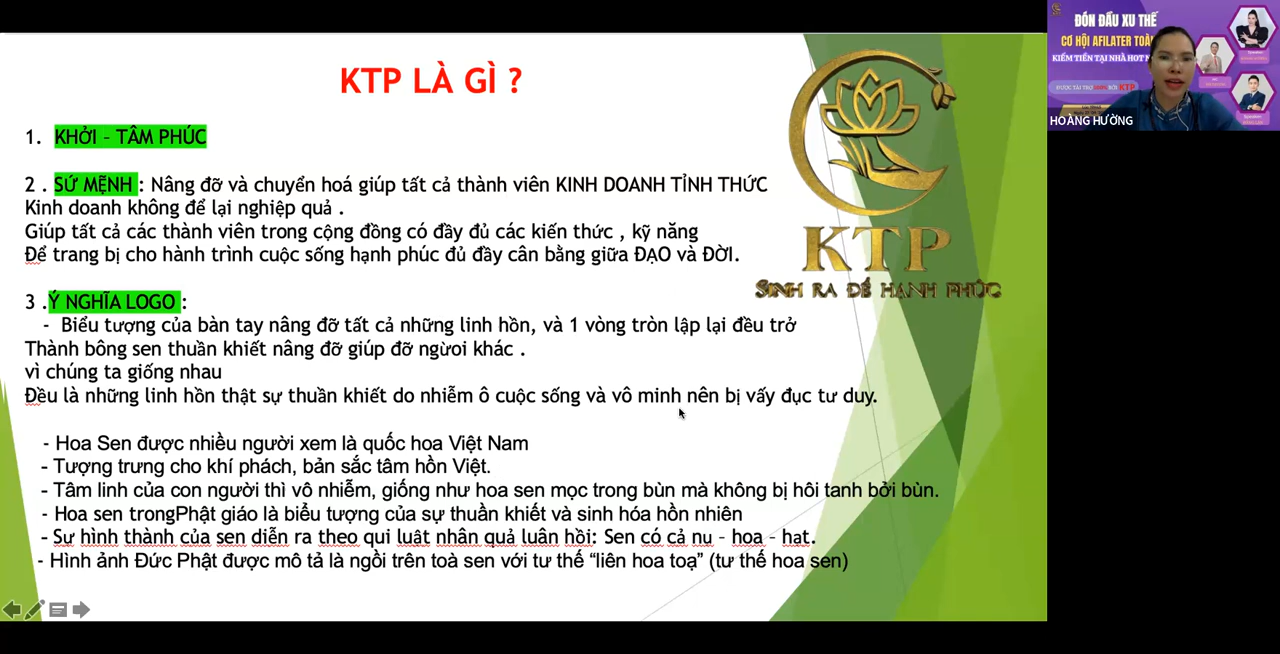 KTP LÀ GÌ ?
1. KHỞI – TÂM PHÚC
2 . SỨ MỆNH : Nâng đỡ và chuyển hoá giúp tất cả thành viên KINH DOANH TỈNH THỨC
Kinh doanh không để lại nghiệp quả .
Giúp tất cả các thành viên trong cộng đồng có đầy đủ các kiến thức , kỹ năng
Để trang bị cho hành trình cuộc sống hạnh phúc đủ đầy cân bằng giữa ĐẠO và ĐỜI.
3 .Ý NGHĨA LOGO :
- Biểu tượng của bàn tay nâng đỡ tất cả những linh hồn, và 1 vòng tròn lập lại đều trở
Thành bông sen thuần khiết nâng đỡ giúp đỡ ngừoi khác .
vì chúng ta giống nhau
Đều là những linh hồn thật sự thuần khiết do nhiễm ô cuộc sống và vô minh nên bị vấy đục tư duy.
- Hoa Sen được nhiều người xem là quốc hoa Việt Nam
- Tượng trưng cho khí phách, bản sắc tâm hồn Việt.
- Tâm linh của con người thì vô nhiễm, giống như hoa sen mọc trong bùn mà không bị hôi tanh bởi bùn.
- Hoa sen trongPhật giáo là biểu tượng của sự thuần khiết và sinh hóa hồn nhiên
- Sự hình thành của sen diễn ra theo qui luật nhân quả luân hồi: Sen có cả nụ – hoa – hạt.
- Hình ảnh Đức Phật được mô tả là ngồi trên toà sen với tư thế “liên hoa toạ” (tư thế hoa sen)
KTP
SINH RA ĐỂ HẠNH PHÚC
ĐÓN ĐẦU XU THẾ
CƠ HỘI AFILATER TOÀN
KIẾM TIỀN TẠI NHÀ HOT
ĐƯỢC TÀI TRỢ BỞI KTP
HOÀNG HƯỜNG